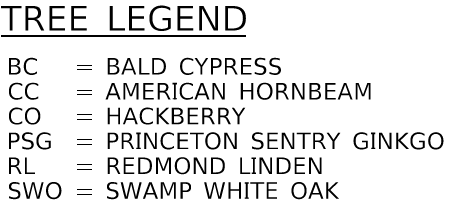 TREE LEGEND
BC = BALD CYPRESS
CC = AMERICAN HORNBEAM
CO = HACKBERRY
PSG = PRINCETON SENTRY GINKGO
RL = REDMOND LINDEN
SWO = SWAMP WHITE OAK